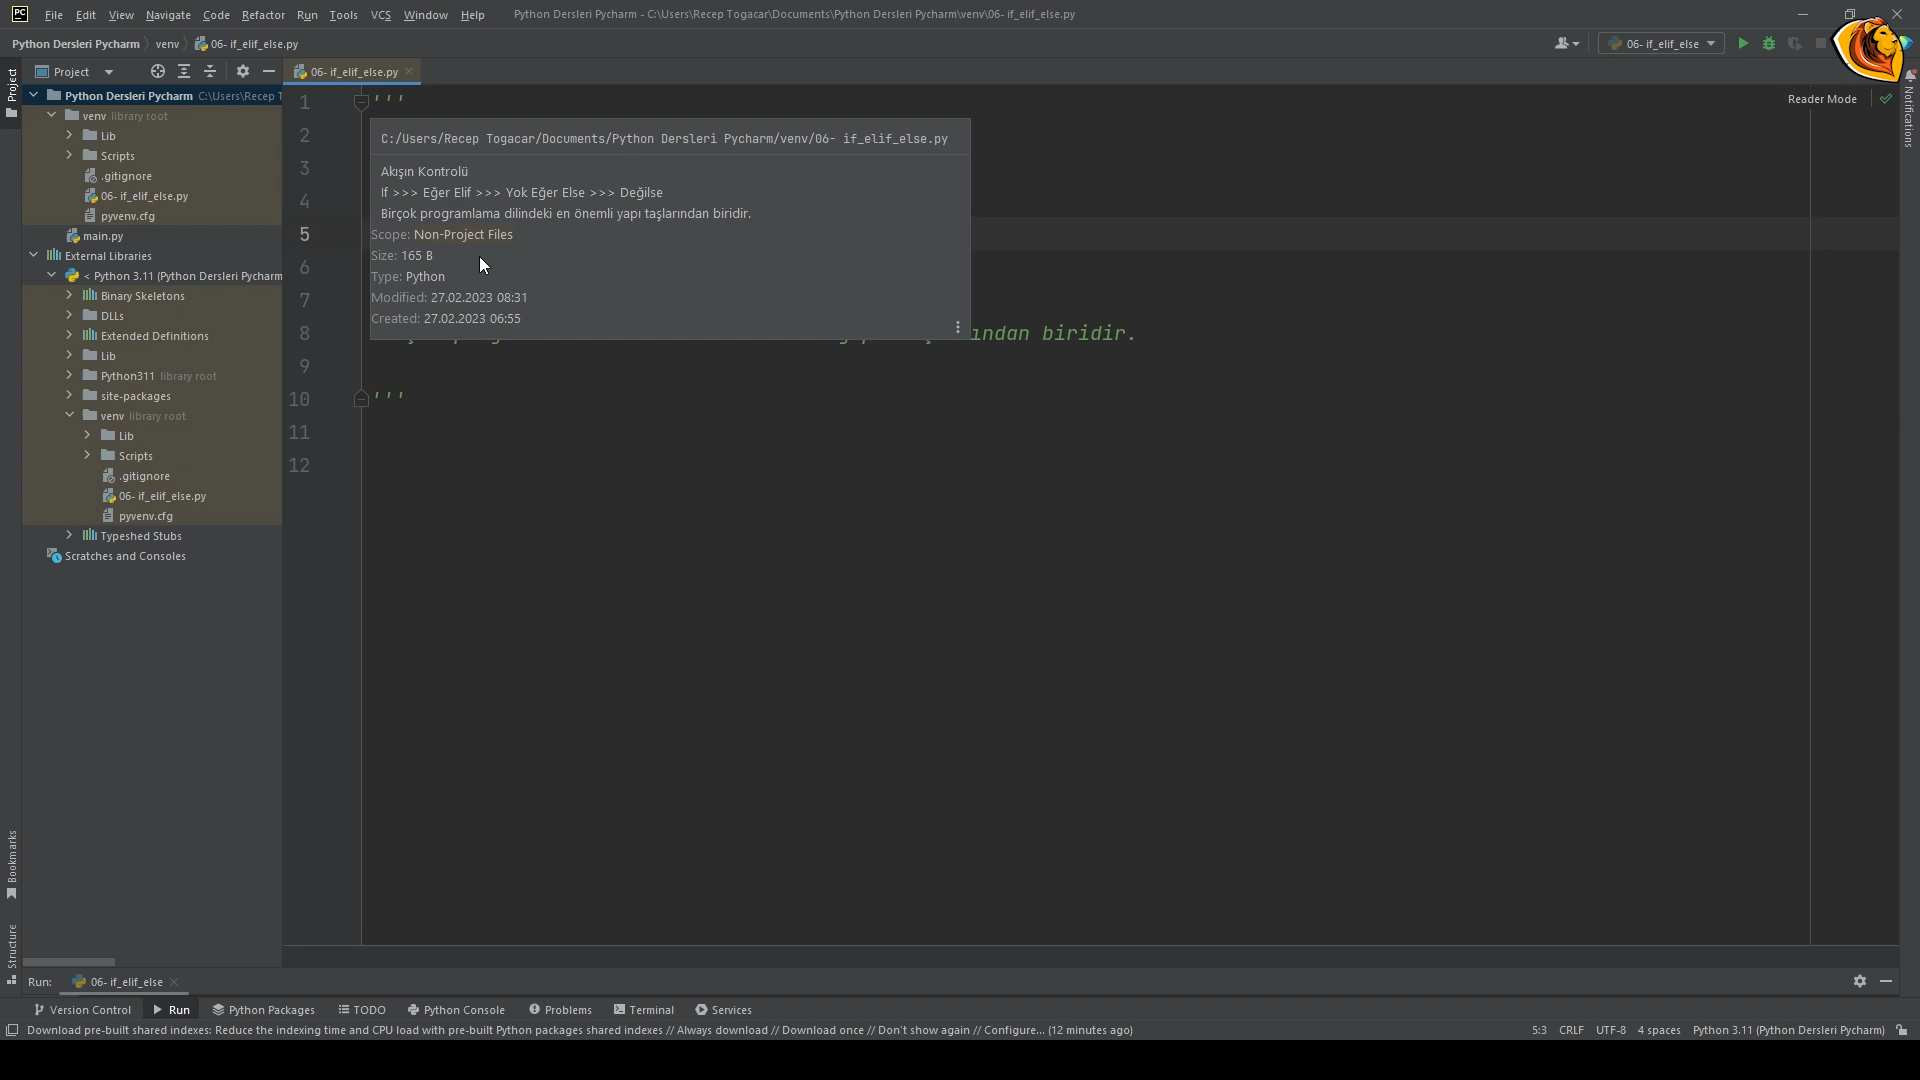 PC File Edit View Navigate Code Refactor Run Tools VCS Window Help Python Dersleri Pycharm - C:\Users\Recep Togacar\Documents\Python Dersleri Pycharm\venv\06- if_elif_else.py
Python Dersleri Pycharm venv 06- if_elif_else.py 06- if_elif_else
Project 06- if_elif_else.py
Project
Notifications
Bookmarks
Structure
Python Dersleri Pycharm C:\Users\Recep T
venv library root
Lib
Scripts
.gitignore
06- if_elif_else.py
pyvenv.cfg
main.py
External Libraries
< Python 3.11 (Python Dersleri Pycharm
Binary Skeletons
DLLs
Extended Definitions
Lib
Python311 library root
site-packages
venv library root
Lib
Scripts
.gitignore
06- if_elif_else.py
pyvenv.cfg
Typeshed Stubs
Scratches and Consoles
Reader Mode
1 '''
2
3
4
5
6
7
8 ından biridir.
9
10 '''
11
12
C:/Users/Recep Togacar/Documents/Python Dersleri Pycharm/venv/06- if_elif_else.py
Akışın Kontrolü
If >>> Eğer Elif >>> Yok Eğer Else >>> Değilse
Birçok programlama dilindeki en önemli yapı taşlarından biridir.
Scope: Non-Project Files
Size: 165 B
Type: Python
Modified: 27.02.2023 08:31
Created: 27.02.2023 06:55
Run: 06- if_elif_else
Version Control Run Python Packages TODO Python Console Problems Terminal Services
Download pre-built shared indexes: Reduce the indexing time and CPU load with pre-built Python packages shared indexes // Always download // Download once // Don't show again // Configure... (12 minutes ago) 5:3 CRLF UTF-8 4 spaces Python 3.11 (Python Dersleri Pycharm)